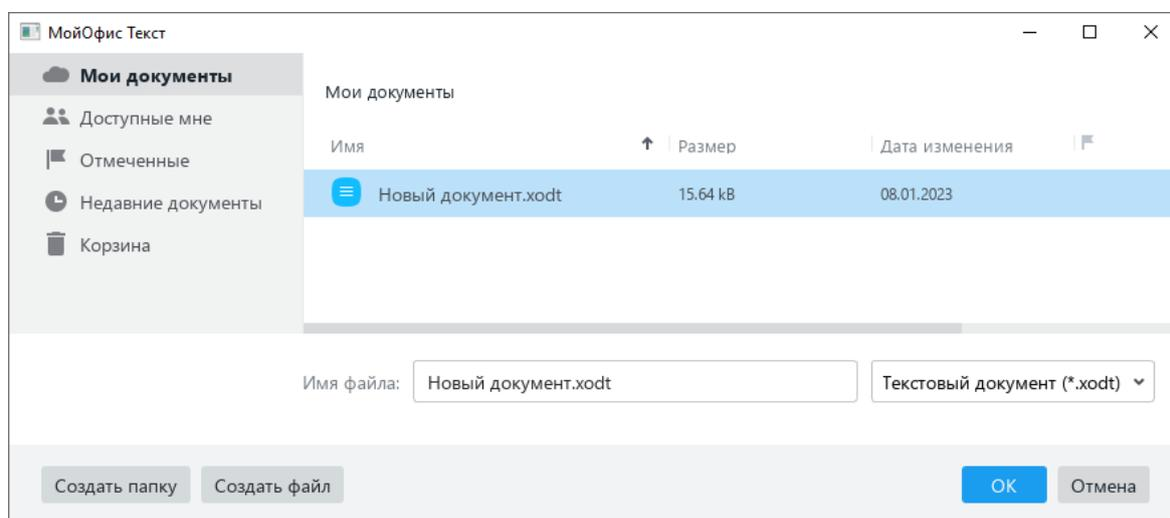 МойОфис Текст
Мои документы
Доступные мне
Отмеченные
Недавние документы
Корзина
Мои документы
Имя Размер Дата изменения
Новый документ.xodt 15.64 kB 08.01.2023
Имя файла: Новый документ.xodt Текстовый документ (*.xodt)
Создать папку Создать файл OK Отмена